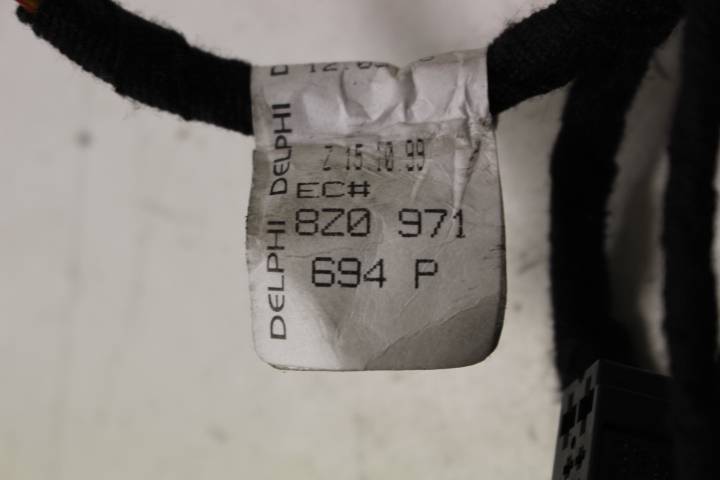 DELPHI DELPHI
Z 15.10.99
EC#
8Z0 971
694 P